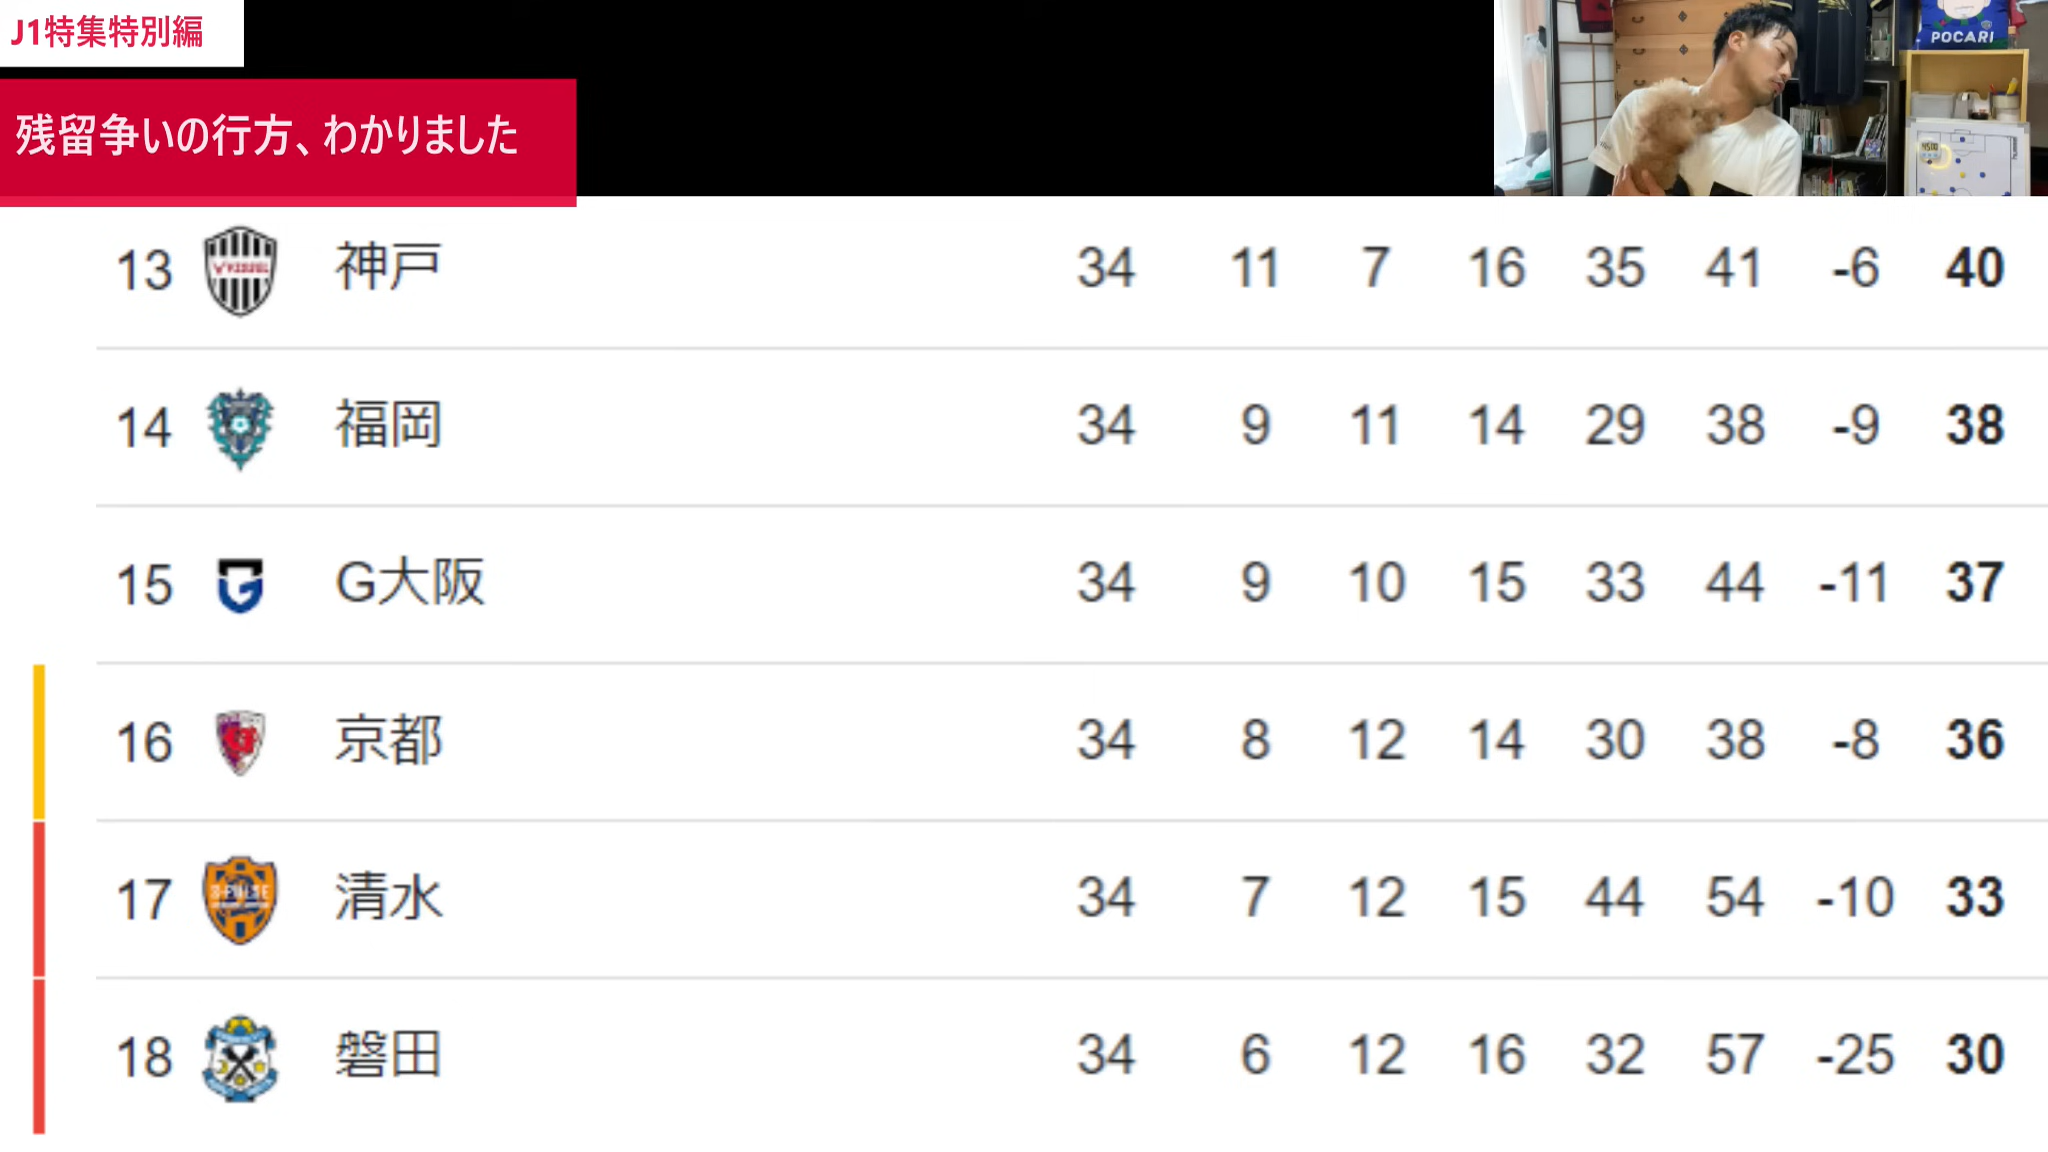 J1特集特別編
残留争いの行方、わかりました
POCARI
13 VISSEL 神戸 34 11 7 16 35 41 -6 40
14 福岡 34 9 11 14 29 38 -9 38
15 G大阪 34 9 10 15 33 44 -11 37
16 京都 34 8 12 14 30 38 -8 36
17 S-PULSE 清水 34 7 12 15 44 54 -10 33
18 磐田 34 6 12 16 32 57 -25 30